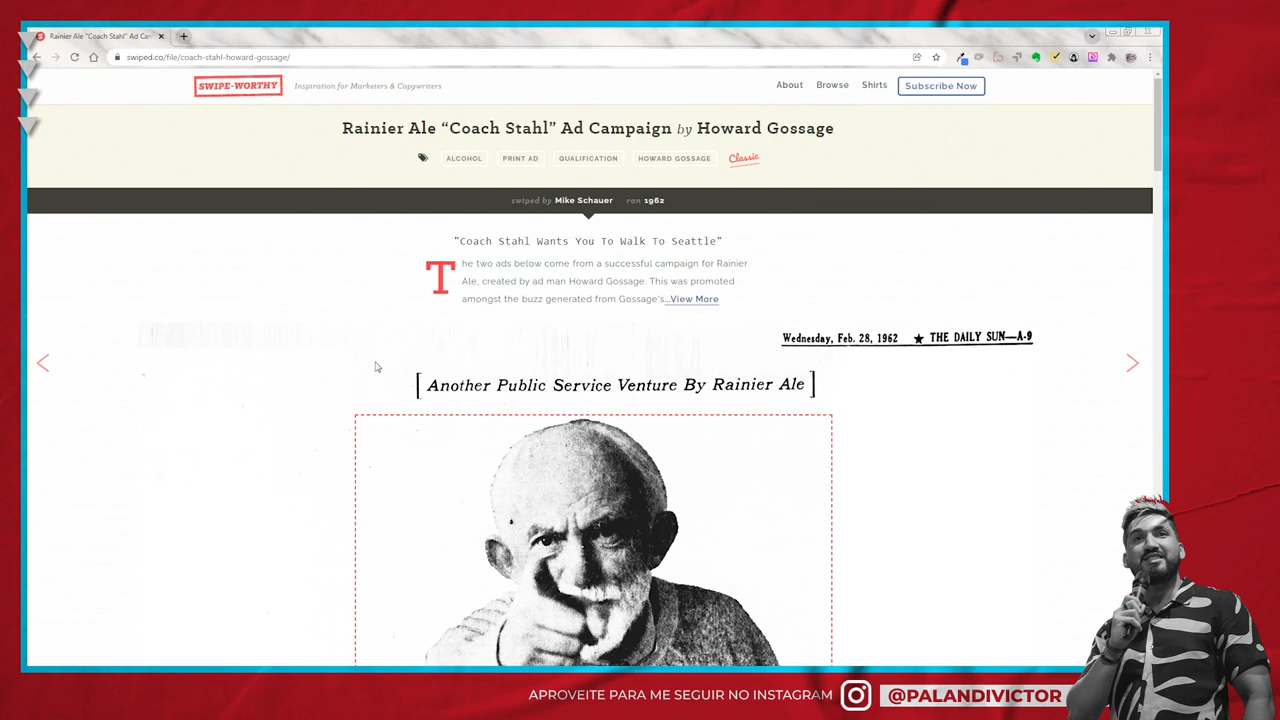 Rainier Ale “Coach Stahl” Ad Cam
swiped.co/file/coach-stahl-howard-gossage/
SWIPE-WORTHY
Inspiration for Marketers & Copywriters
About
Browse
Shirts
Subscribe Now
Rainier Ale “Coach Stahl” Ad Campaign by Howard Gossage
ALCOHOL
PRINT AD
QUALIFICATION
HOWARD GOSSAGE
Classic
swiped by Mike Schauer ran 1962
"Coach Stahl Wants You To Walk To Seattle"
The two ads below come from a successful campaign for Rainier
Ale, created by ad man Howard Gossage. This was promoted
amongst the buzz generated from Gossage's...View More
Wednesday, Feb. 28, 1962 ★ THE DAILY SUN—A-9
[ Another Public Service Venture By Rainier Ale ]
APROVEITE PARA ME SEGUIR NO INSTAGRAM
@PALANDIVICTOR